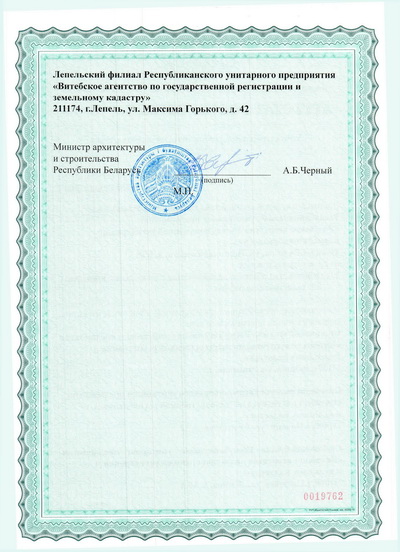 Лепельский филиал Республиканского унитарного предприятия
«Витебское агентство по государственной регистрации и
земельному кадастру»
211174, г.Лепель, ул. Максима Горького, д. 42
Министр архитектуры
и строительства
Республики Беларусь
А.Б.Черный
(подпись)
М.П.
0019762